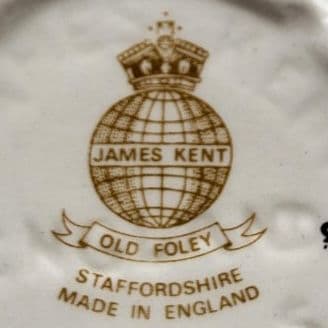 JAMES KENT
OLD FOLEY
STAFFORDSHIRE
MADE IN ENGLAND